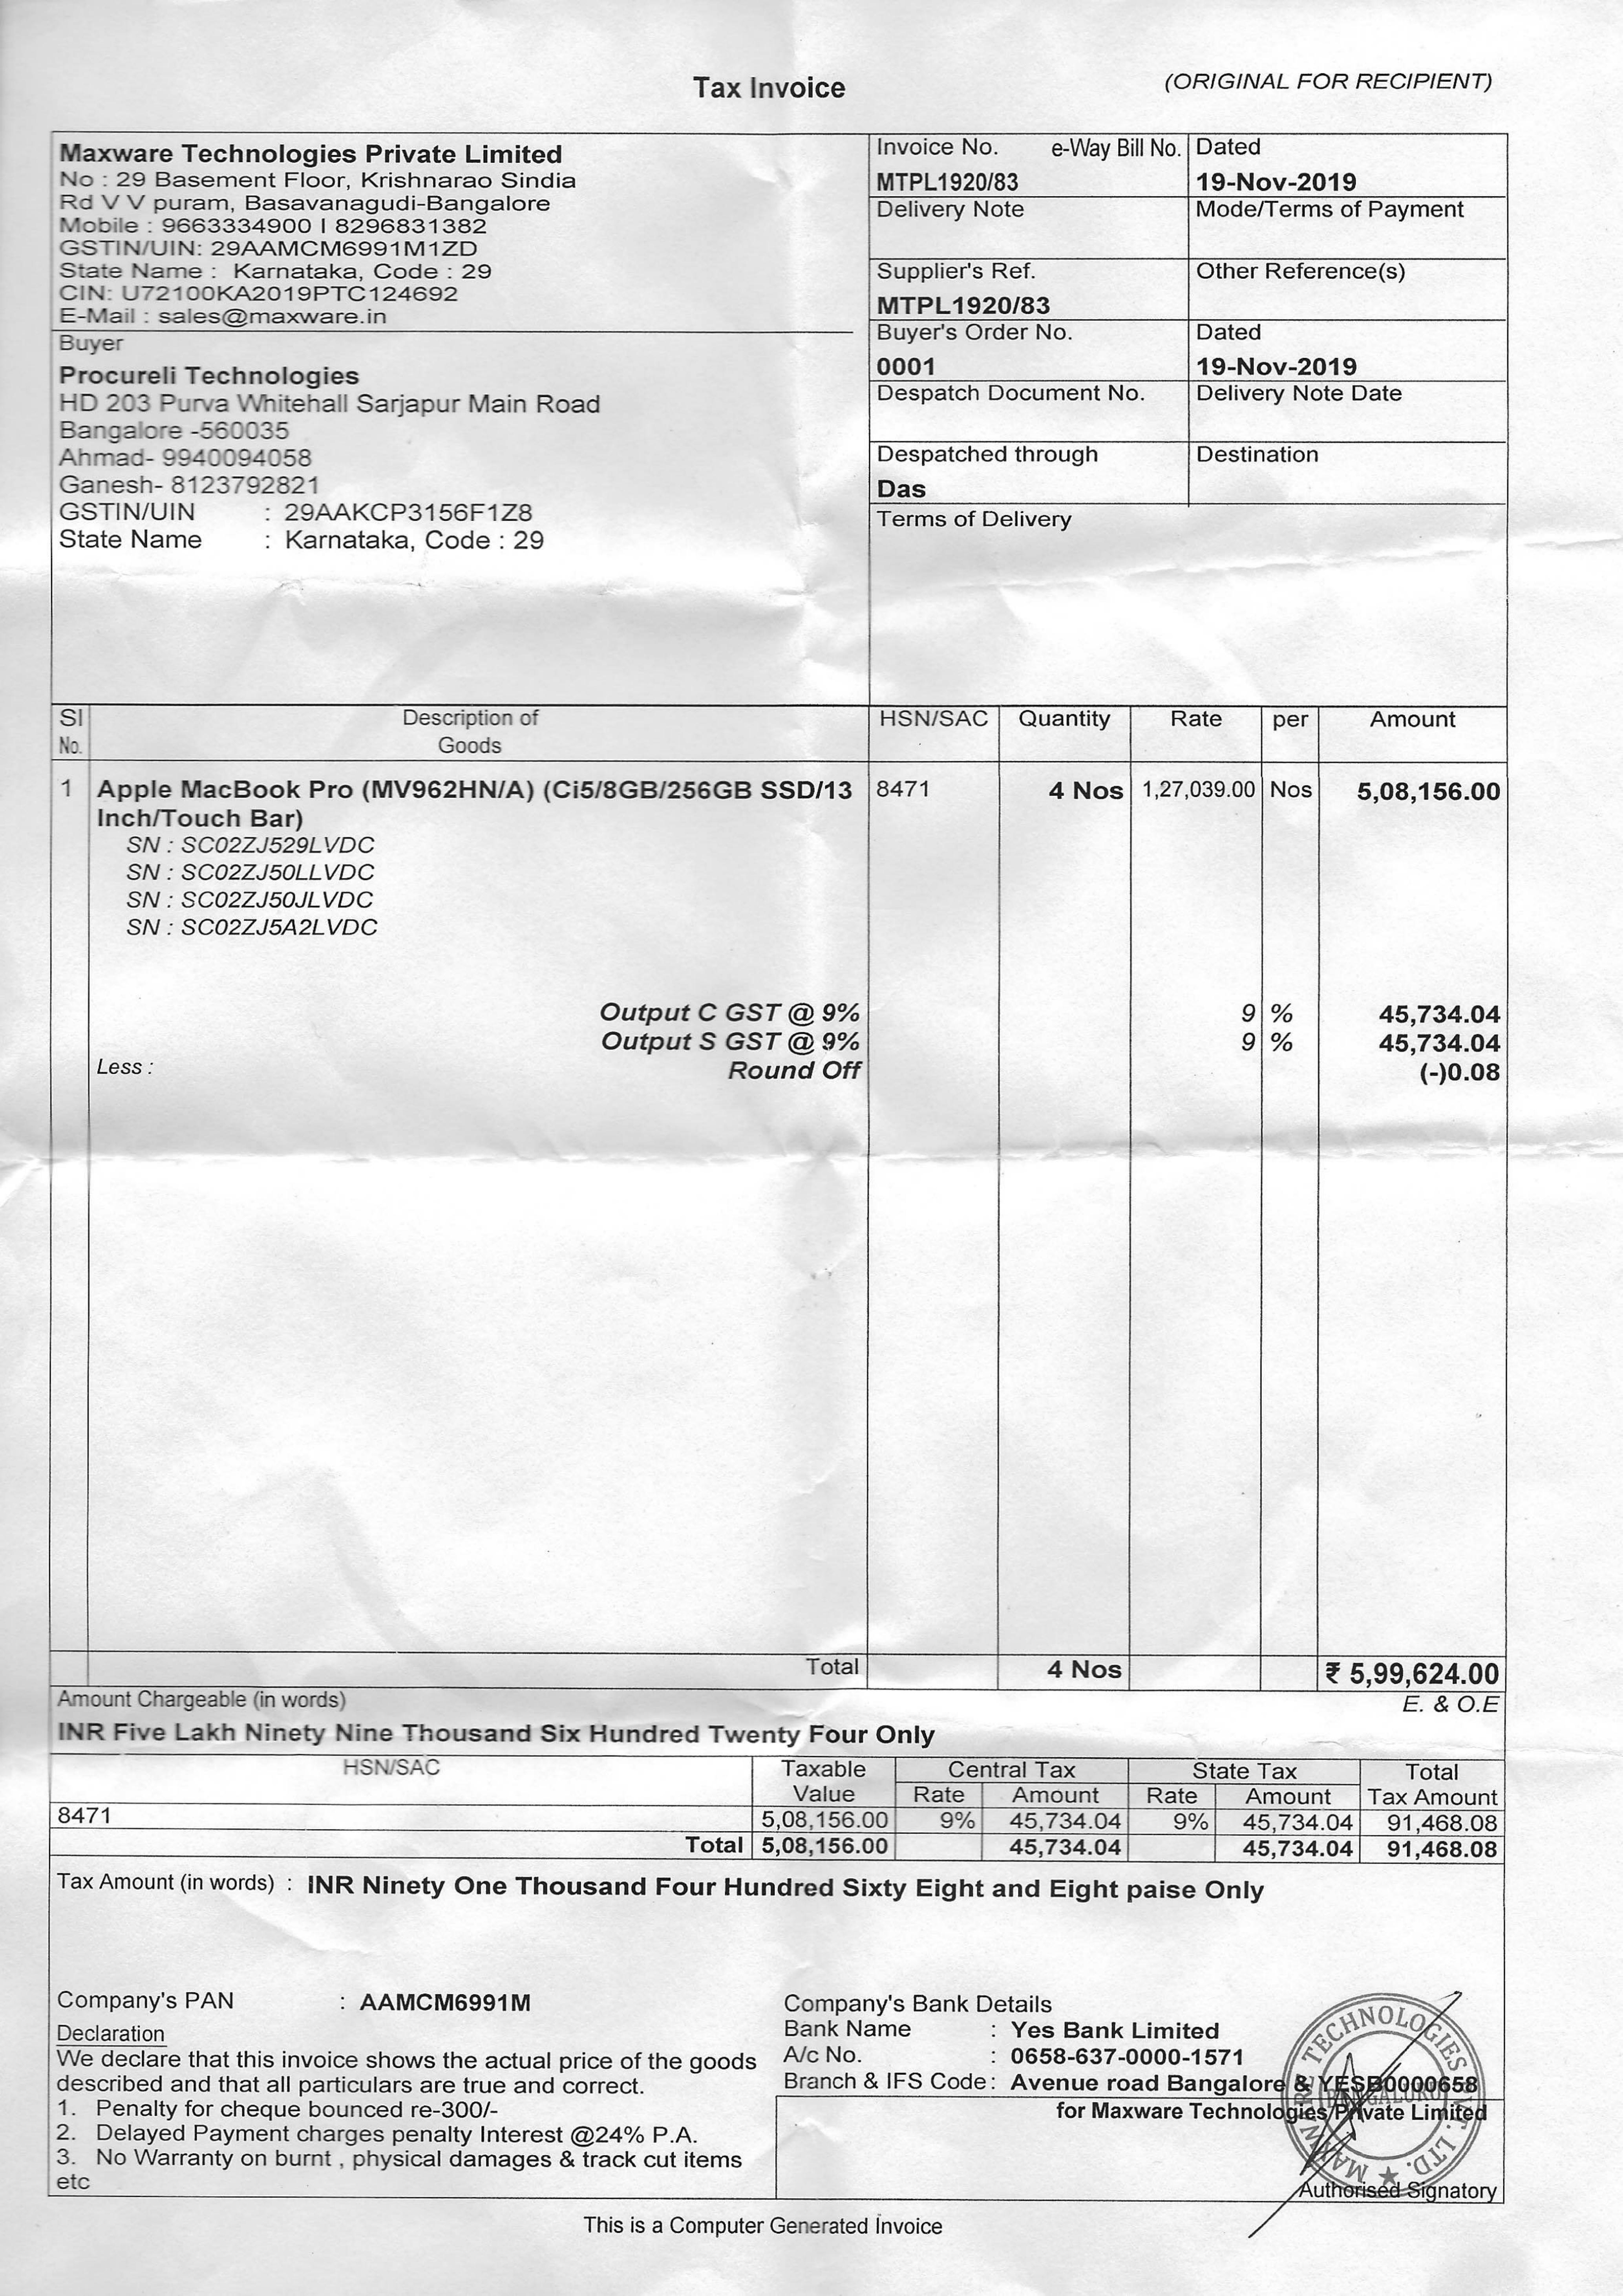 Tax Invoice
(ORIGINAL FOR RECIPIENT)
Maxware Technologies Private Limited
No : 29 Basement Floor, Krishnarao Sindia
Rd V V puram, Basavanagudi-Bangalore
Mobile : 9663334900 I 8296831382
GSTIN/UIN: 29AAMCM6991M1ZD
State Name : Karnataka, Code : 29
CIN: U72100KA2019PTC124692
E-Mail : sales@maxware.in
Buyer
Procureli Technologies
HD 203 Purva Whitehall Sarjapur Main Road
Bangalore -560035
Ahmad- 9940094058
Ganesh- 8123792821
GSTIN/UIN : 29AAKCP3156F1Z8
State Name : Karnataka, Code : 29
Invoice No. e-Way Bill No. Dated
MTPL1920/83 19-Nov-2019
Delivery Note Mode/Terms of Payment
Supplier's Ref. Other Reference(s)
MTPL1920/83
Buyer's Order No. Dated
0001 19-Nov-2019
Despatch Document No. Delivery Note Date
Despatched through Destination
Das
Terms of Delivery
Sl No. Description of Goods HSN/SAC Quantity Rate per Amount
1 Apple MacBook Pro (MV962HN/A) (Ci5/8GB/256GB SSD/13 8471 4 Nos 1,27,039.00 Nos 5,08,156.00
Inch/Touch Bar)
SN : SC02ZJ529LVDC
SN : SC02ZJ50LLVDC
SN : SC02ZJ50JLVDC
SN : SC02ZJ5A2LVDC
Output C GST @ 9% 9 % 45,734.04
Output S GST @ 9% 9 % 45,734.04
Less : Round Off (-)0.08
Total 4 Nos ₹ 5,99,624.00
Amount Chargeable (in words) E. & O.E
INR Five Lakh Ninety Nine Thousand Six Hundred Twenty Four Only
HSN/SAC Taxable Value Central Tax State Tax Total Tax Amount
Rate Amount Rate Amount
8471 5,08,156.00 9% 45,734.04 9% 45,734.04 91,468.08
Total 5,08,156.00 45,734.04 45,734.04 91,468.08
Tax Amount (in words) : INR Ninety One Thousand Four Hundred Sixty Eight and Eight paise Only
Company's PAN : AAMCM6991M
Declaration
We declare that this invoice shows the actual price of the goods
described and that all particulars are true and correct.
1. Penalty for cheque bounced re-300/-
2. Delayed Payment charges penalty Interest @24% P.A.
3. No Warranty on burnt , physical damages & track cut items
etc
Company's Bank Details
Bank Name : Yes Bank Limited
A/c No. : 0658-637-0000-1571
Branch & IFS Code : Avenue road Bangalore & YESB0000658
for Maxware Technologies Private Limited
MAXWARE TECHNOLOGIES PVT. LTD.
BENGALURU
Authorised Signatory
This is a Computer Generated Invoice